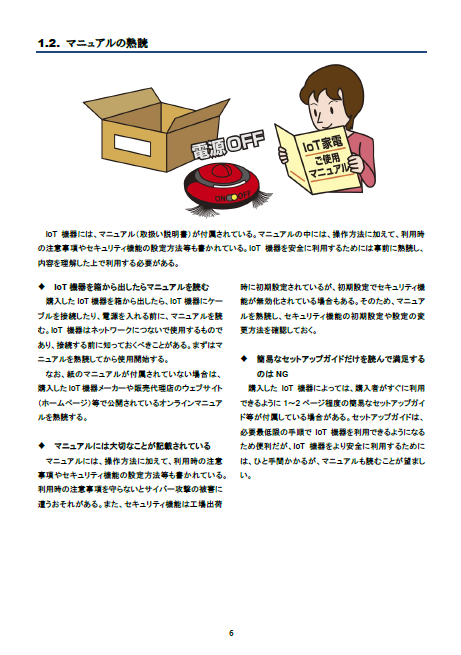 1.2. マニュアルの熟読
電源OFF
ON OFF
IoT家電
ご使用
マニュアル
IoT 機器には、マニュアル（取扱い説明書）が付属されている。マニュアルの中には、操作方法に加えて、利用時
の注意事項やセキュリティ機能の設定方法等も書かれている。IoT 機器を安全に利用するためには事前に熟読し、
内容を理解した上で利用する必要がある。
◆ IoT 機器を箱から出したらマニュアルを読む
購入した IoT 機器を箱から出したら、IoT 機器にケー
ブルを接続したり、電源を入れる前に、マニュアルを読
む。IoT 機器はネットワークにつないで使用するもので
あり、接続する前に知っておくべきことがある。まずはマ
ニュアルを熟読してから使用開始する。
なお、紙のマニュアルが付属されていない場合は、
購入した IoT 機器メーカーや販売代理店のウェブサイト
（ホームページ）等で公開されているオンラインマニュア
ルを熟読する。
◆ マニュアルには大切なことが記載されている
マニュアルには、操作方法に加えて、利用時の注意
事項やセキュリティ機能の設定方法等も書かれている。
利用時の注意事項を守らないとサイバー攻撃の被害に
遭うおそれがある。また、セキュリティ機能は工場出荷
時に初期設定されているが、初期設定でセキュリティ機
能が無効化されている場合もある。そのため、マニュア
ルを熟読し、セキュリティ機能の初期設定や設定の変
更方法を確認しておく。
◆ 簡易なセットアップガイドだけを読んで満足する
のは NG
購入した IoT 機器によっては、購入者がすぐに利用
できるように 1～2 ページ程度の簡易なセットアップガイ
ド等が付属している場合がある。セットアップガイドは、
必要最低限の手順で IoT 機器を利用できるようになる
ため便利だが、IoT 機器をより安全に利用するために
は、ひと手間かかるが、マニュアルも読むことが望まし
い。
6